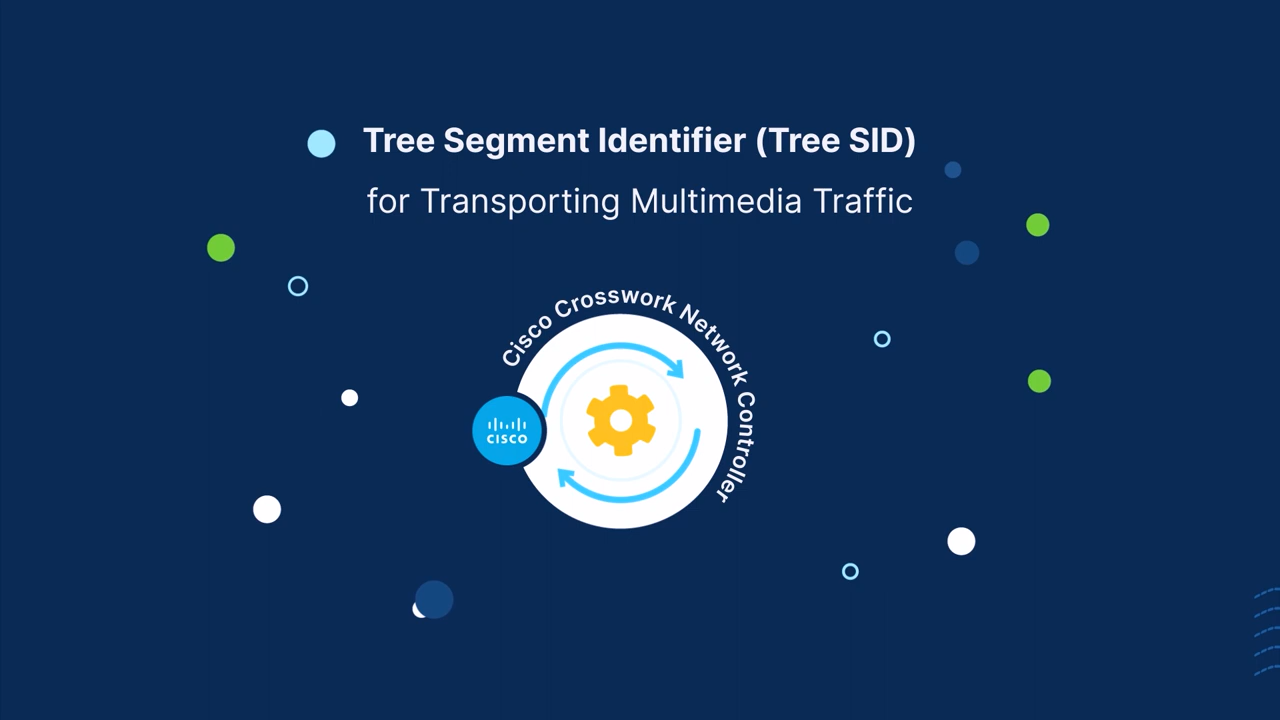 Tree Segment Identifier (Tree SID)
for Transporting Multimedia Traffic
Cisco Crosswork Network Controller
CISCO